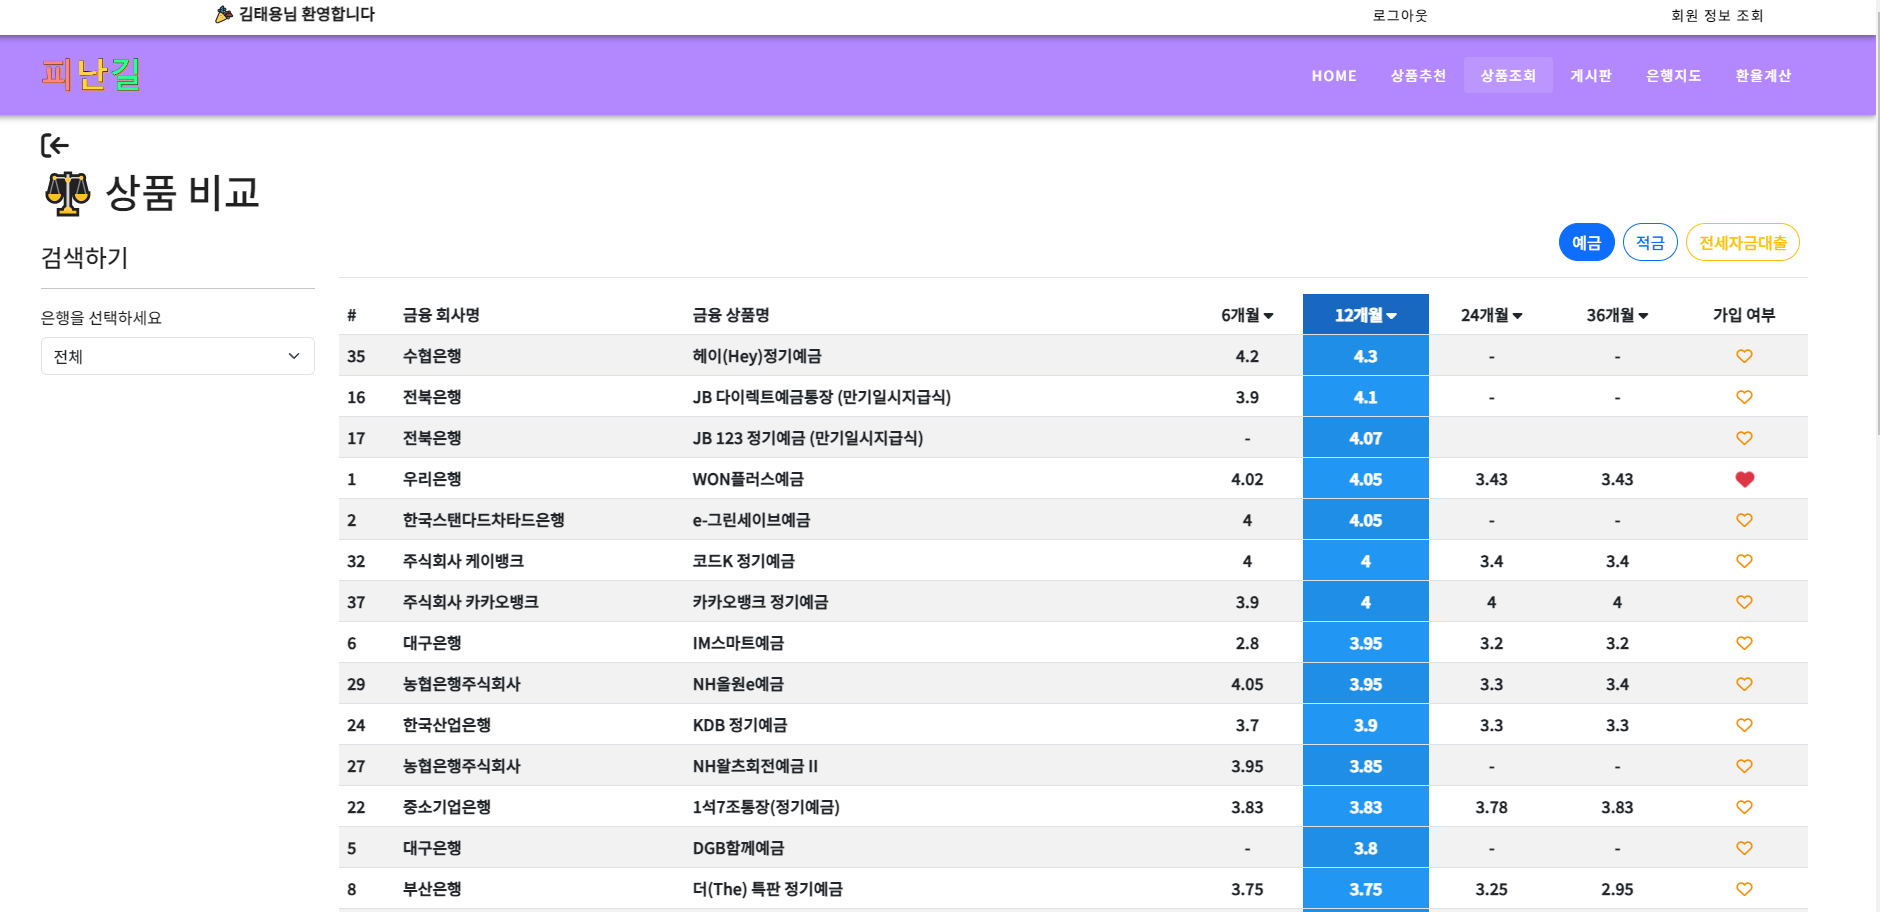 김태용님 환영합니다 로그아웃 회원 정보 조회
피난길 HOME 상품추천 상품조회 게시판 은행지도 환율계산
상품 비교
검색하기
예금 적금 전세자금대출
은행을 선택하세요
전체
# 금융 회사명 금융 상품명 6개월 12개월 24개월 36개월 가입 여부
35 수협은행 헤이(Hey)정기예금 4.2 4.3 - -
16 전북은행 JB 다이렉트예금통장 (만기일시지급식) 3.9 4.1 - -
17 전북은행 JB 123 정기예금 (만기일시지급식) - 4.07
1 우리은행 WON플러스예금 4.02 4.05 3.43 3.43
2 한국스탠다드차타드은행 e-그린세이브예금 4 4.05 - -
32 주식회사 케이뱅크 코드K 정기예금 4 4 3.4 3.4
37 주식회사 카카오뱅크 카카오뱅크 정기예금 3.9 4 4 4
6 대구은행 IM스마트예금 2.8 3.95 3.2 3.2
29 농협은행주식회사 NH올원e예금 4.05 3.95 3.3 3.4
24 한국산업은행 KDB 정기예금 3.7 3.9 3.3 3.3
27 농협은행주식회사 NH왈츠회전예금 II 3.95 3.85 - -
22 중소기업은행 1석7조통장(정기예금) 3.83 3.83 3.78 3.83
5 대구은행 DGB함께예금 - 3.8 - -
8 부산은행 더(The) 특판 정기예금 3.75 3.75 3.25 2.95